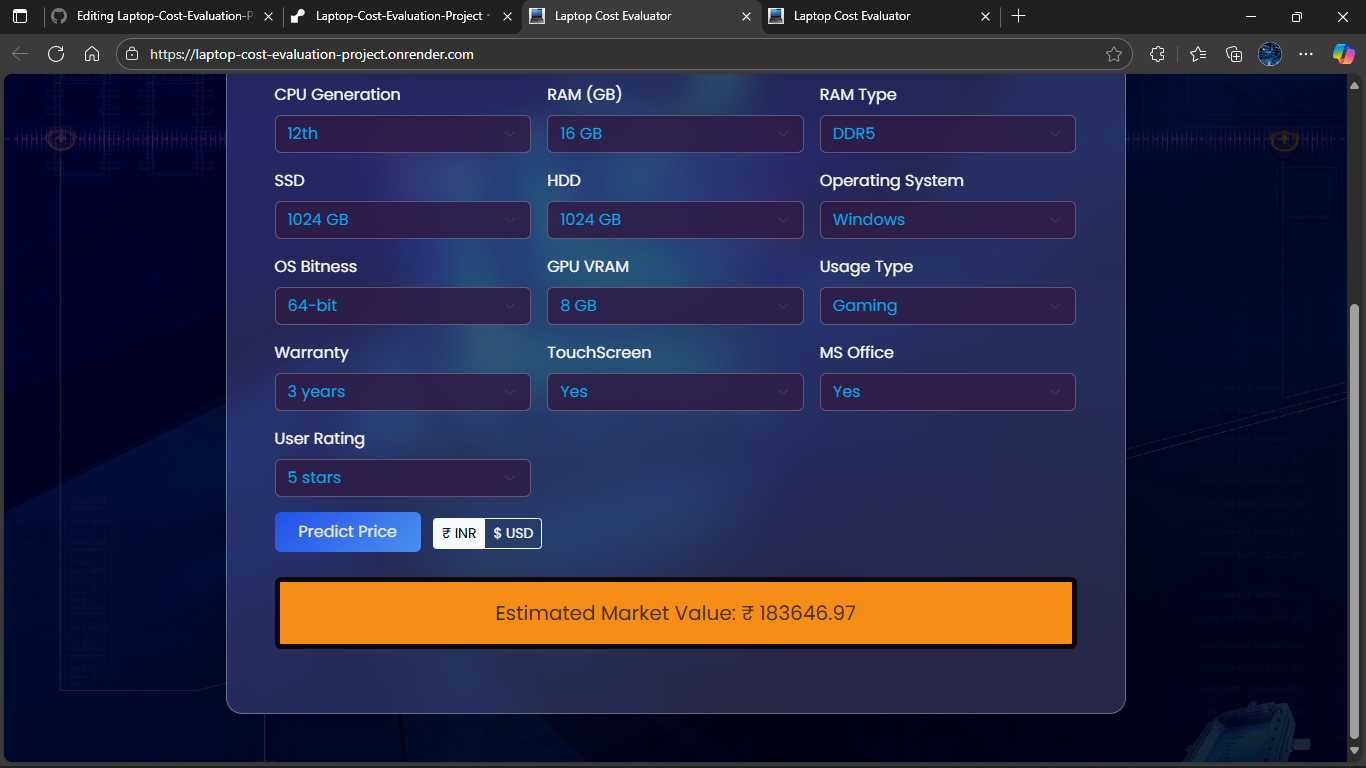 Editing Laptop-Cost-Evaluation-P
Laptop-Cost-Evaluation-Project
Laptop Cost Evaluator
Laptop Cost Evaluator
https://laptop-cost-evaluation-project.onrender.com
CPU Generation RAM (GB) RAM Type
12th 16 GB DDR5
SSD HDD Operating System
1024 GB 1024 GB Windows
OS Bitness GPU VRAM Usage Type
64-bit 8 GB Gaming
Warranty TouchScreen MS Office
3 years Yes Yes
User Rating
5 stars
Predict Price ₹ INR $ USD
Estimated Market Value: ₹ 183646.97